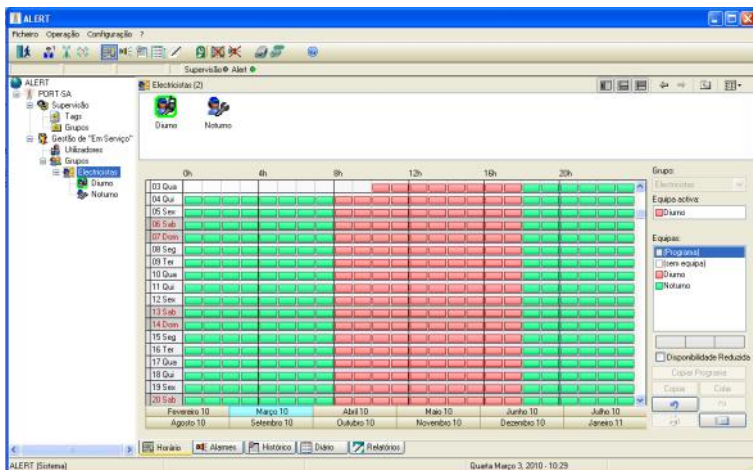 ALERT
Ficheiro Operação Configuração ?
Supervisão Alert
ALERT
PORT-SA
Supervisão
Tags
Grupos
Gestão de "Em Serviço"
Utilizadores
Grupos
Electricistas
Diurno
Noturno
Electricistas (2)
Diurno Noturno
0h 4h 8h 12h 16h 20h
03 Qua
04 Qui
05 Sex
06 Sab
07 Dom
08 Seg
09 Ter
10 Qua
11 Qui
12 Sex
13 Sab
14 Dom
15 Seg
16 Ter
17 Qua
18 Qui
19 Sex
20 Sab
Fevereiro 10 Março 10 Abril 10 Maio 10 Junho 10 Julho 10
Agosto 10 Setembro 10 Outubro 10 Novembro 10 Dezembro 10 Janeiro 11
Grupo:
Electricistas
Equipa activa:
Diurno
Equipas:
(Programa)
(sem equipa)
Diurno
Noturno
Disponibilidade Reduzida
Copiar Programa
Copiar Colar
Horário Alarmes Histórico Diário Relatórios
ALERT (Sistema) Quarta Março 3, 2010 - 10:29